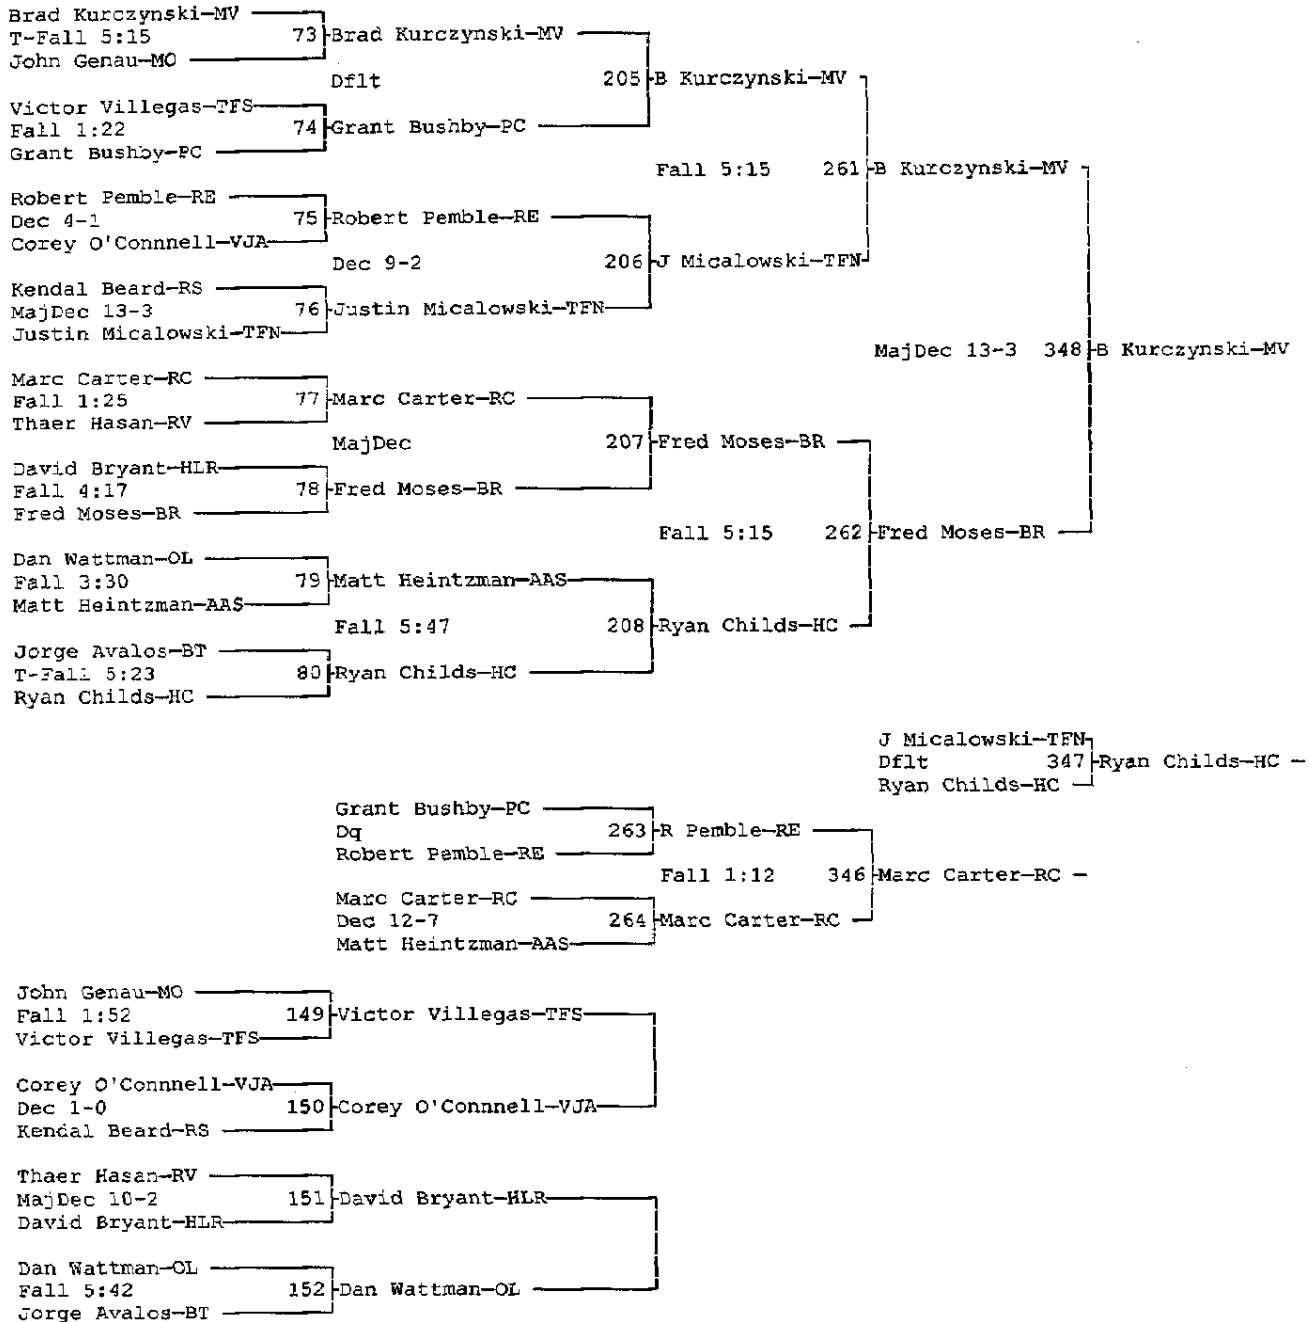 Brad Kurczynski-MV
T-Fall 5:15 73 Brad Kurczynski-MV
John Genau-MO
Dflt 205 B Kurczynski-MV
Victor Villegas-TFS
Fall 1:22 74 Grant Bushby-PC
Grant Bushby-PC
Fall 5:15 261 B Kurczynski-MV
Robert Pemble-RE
Dec 4-1 75 Robert Pemble-RE
Corey O'Connnell-VJA
Dec 9-2 206 J Micalowski-TFN
Kendal Beard-RS
MajDec 13-3 76 Justin Micalowski-TFN
Justin Micalowski-TFN
MajDec 13-3 348 B Kurczynski-MV
Marc Carter-RC
Fall 1:25 77 Marc Carter-RC
Thaer Hasan-RV
MajDec 207 Fred Moses-BR
David Bryant-HLR
Fall 4:17 78 Fred Moses-BR
Fred Moses-BR
Fall 5:15 262 Fred Moses-BR
Dan Wattman-OL
Fall 3:30 79 Matt Heintzman-AAS
Matt Heintzman-AAS
Fall 5:47 208 Ryan Childs-HC
Jorge Avalos-BT
T-Fall 5:23 80 Ryan Childs-HC
Ryan Childs-HC
J Micalowski-TFN
Dflt 347 Ryan Childs-HC
Ryan Childs-HC
Grant Bushby-PC
Dq 263 R Pemble-RE
Robert Pemble-RE
Fall 1:12 346 Marc Carter-RC
Marc Carter-RC
Dec 12-7 264 Marc Carter-RC
Matt Heintzman-AAS
John Genau-MO
Fall 1:52 149 Victor Villegas-TFS
Victor Villegas-TFS
Corey O'Connnell-VJA
Dec 1-0 150 Corey O'Connnell-VJA
Kendal Beard-RS
Thaer Hasan-RV
MajDec 10-2 151 David Bryant-HLR
David Bryant-HLR
Dan Wattman-OL
Fall 5:42 152 Dan Wattman-OL
Jorge Avalos-BT